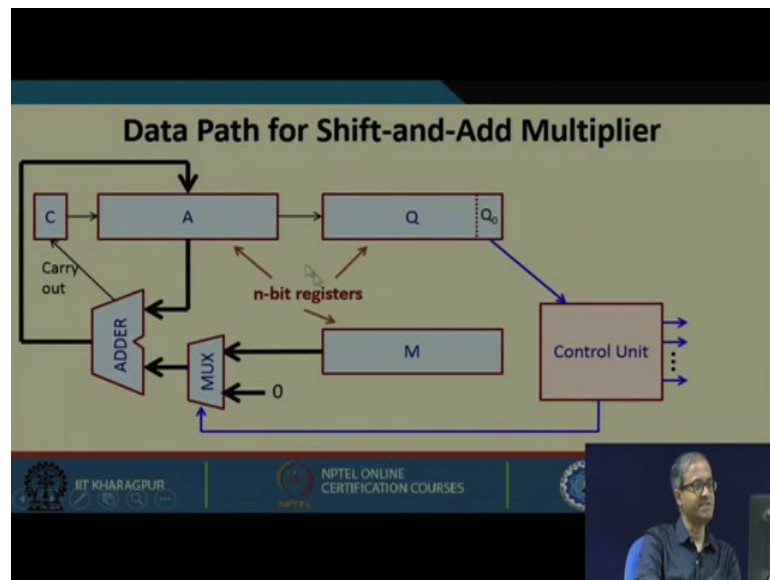 Data Path for Shift-and-Add Multiplier
C
A
Q
Q₀
Carry
out
n-bit registers
ADDER
MUX
M
0
Control Unit
IIT KHARAGPUR
NPTEL
NPTEL ONLINE
CERTIFICATION COURSES